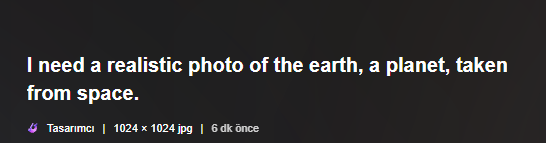 I need a realistic photo of the earth, a planet, taken
from space.
Tasarımcı | 1024 × 1024 jpg | 6 dk önce